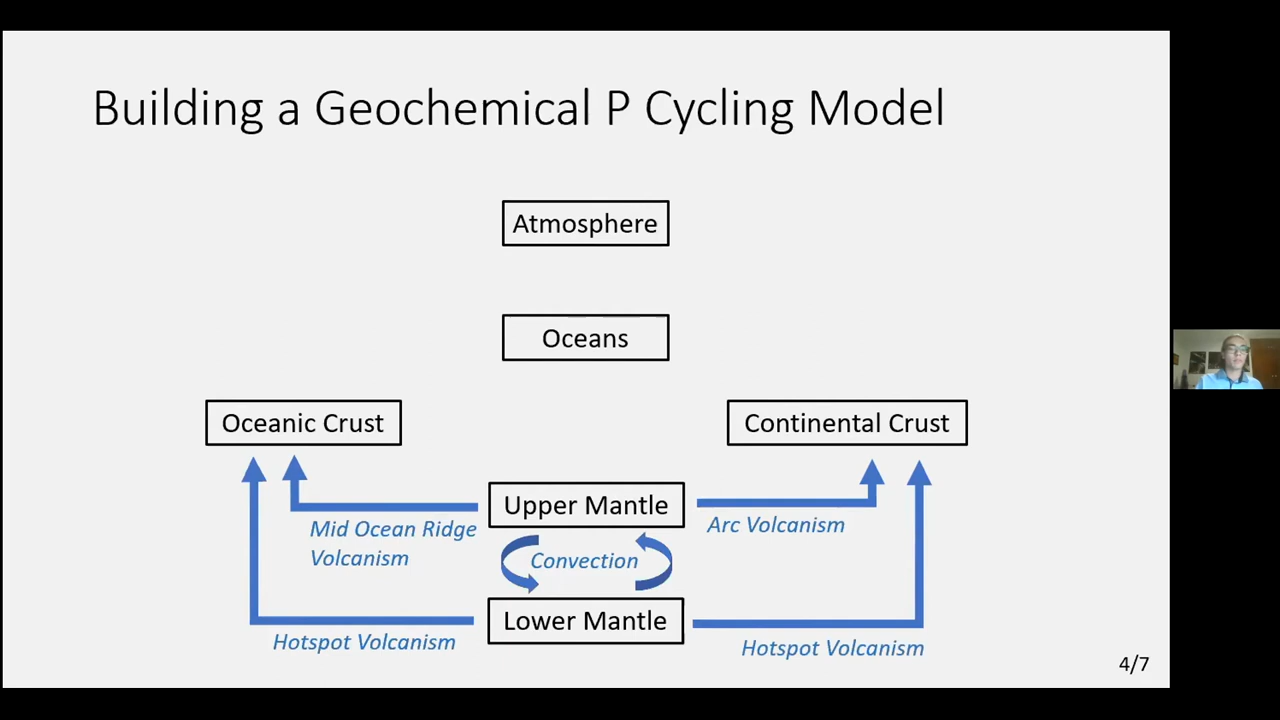 Building a Geochemical P Cycling Model
Atmosphere
Oceans
Oceanic Crust
Continental Crust
Upper Mantle
Mid Ocean Ridge
Volcanism
Arc Volcanism
Convection
Lower Mantle
Hotspot Volcanism
Hotspot Volcanism
4/7